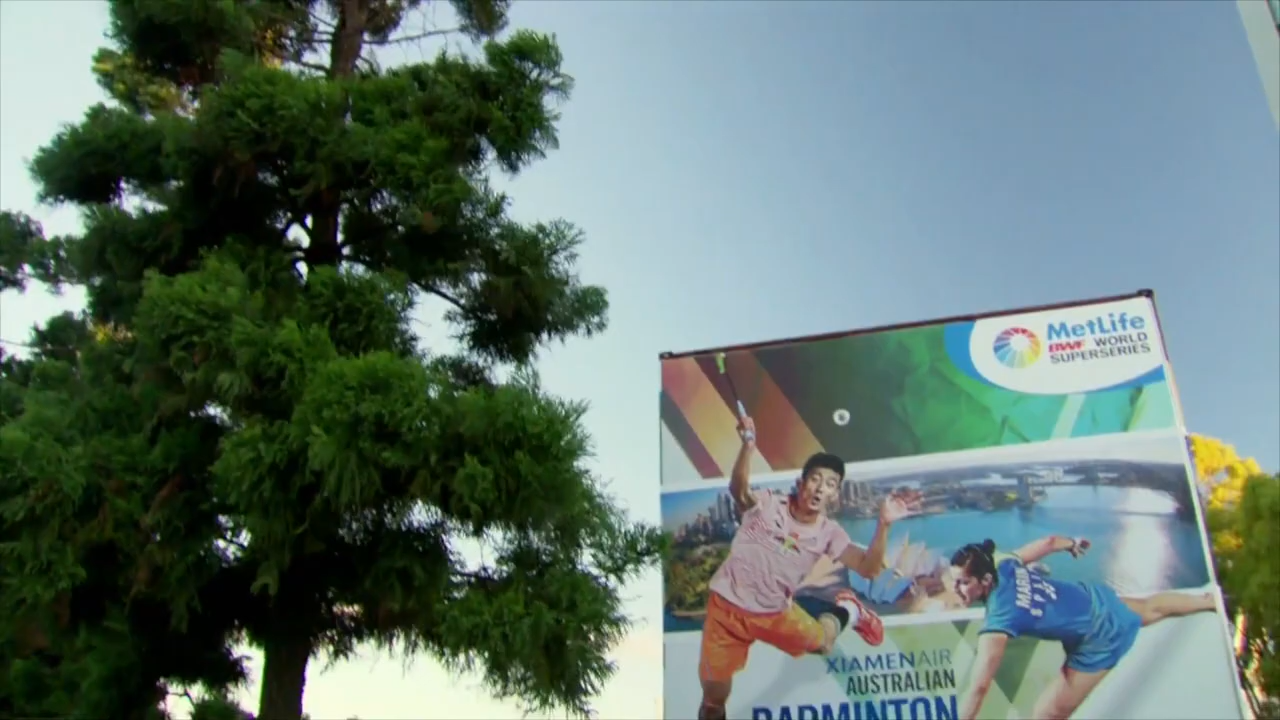 MetLife
BWF WORLD
SUPERSERIES
XIAMENAIR
AUSTRALIAN
BADMINTON